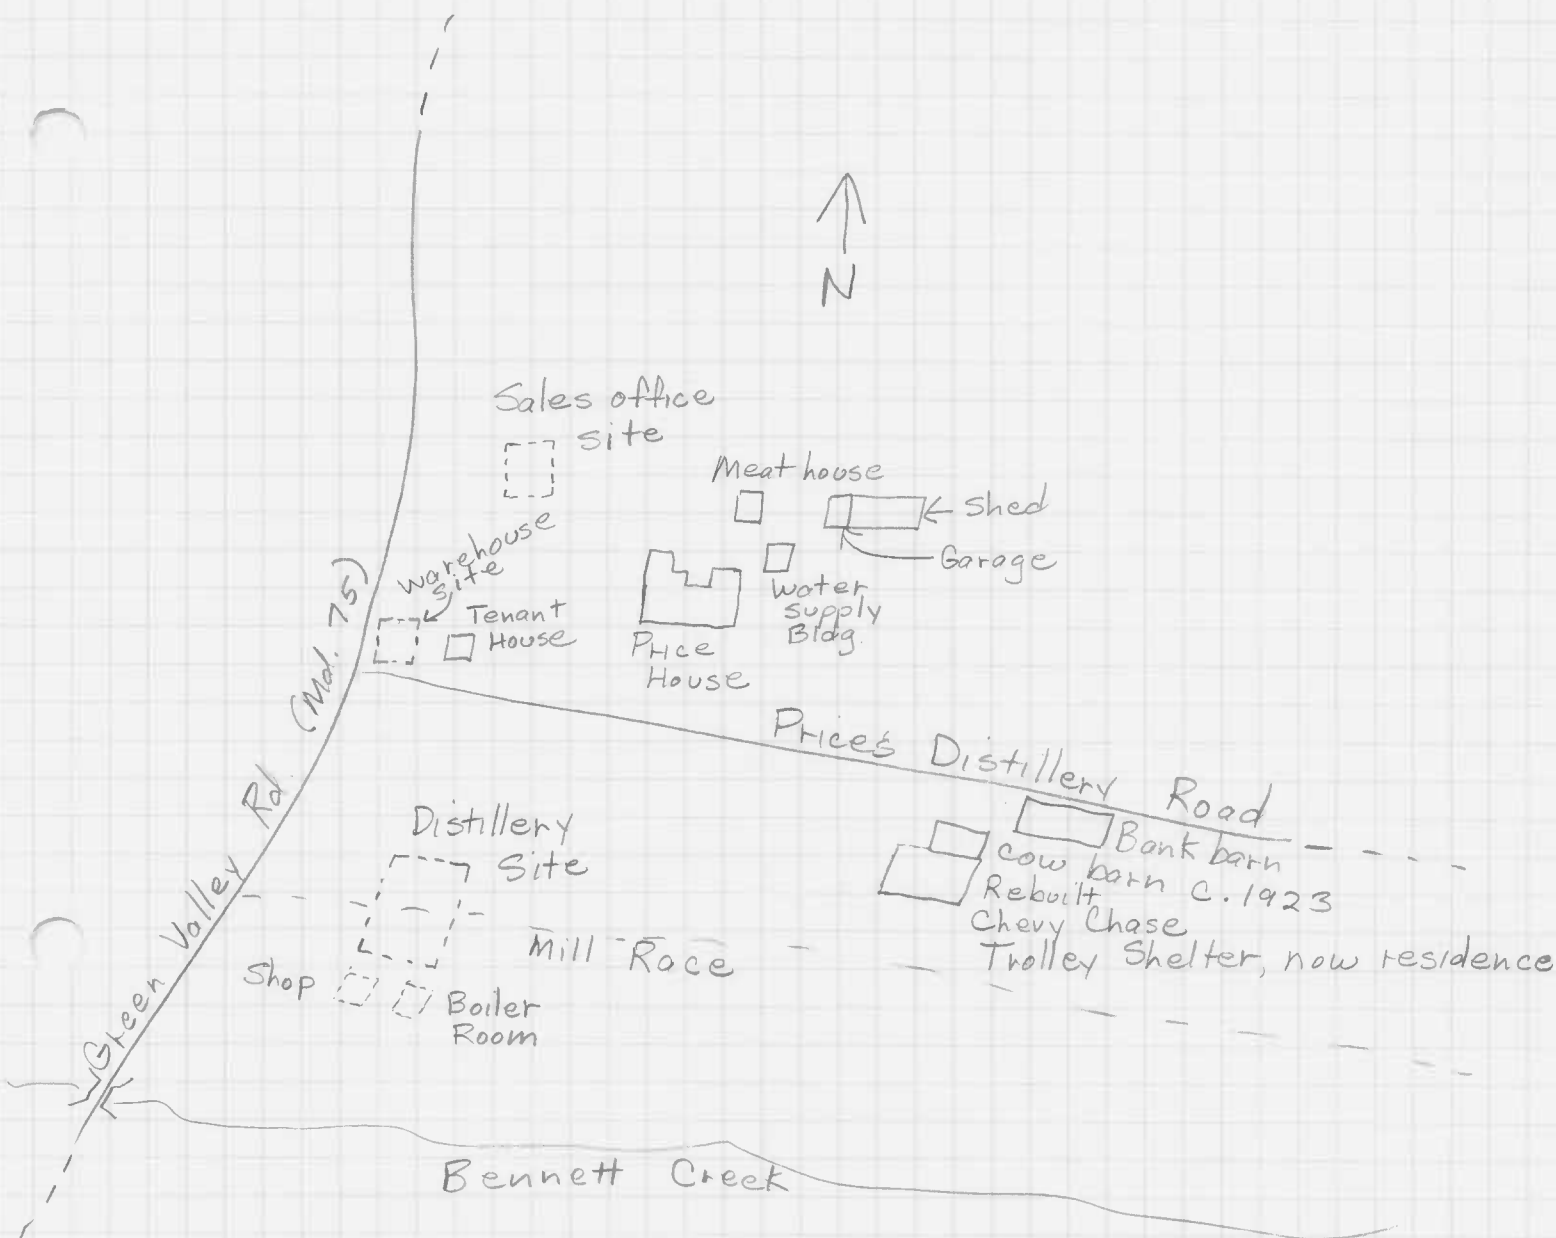 N
Sales office
site
Meat house
Shed
Garage
Warehouse
site
Tenant
House
Water
supply
Bldg.
Price
House
Green Valley Rd (Md. 75)
Prices Distillery Road
Distillery
Site
Bank barn
Cow barn c. 1923
Rebuilt
Chevy Chase
Trolley Shelter, now residence
Mill Race
Shop
Boiler
Room
Bennett Creek